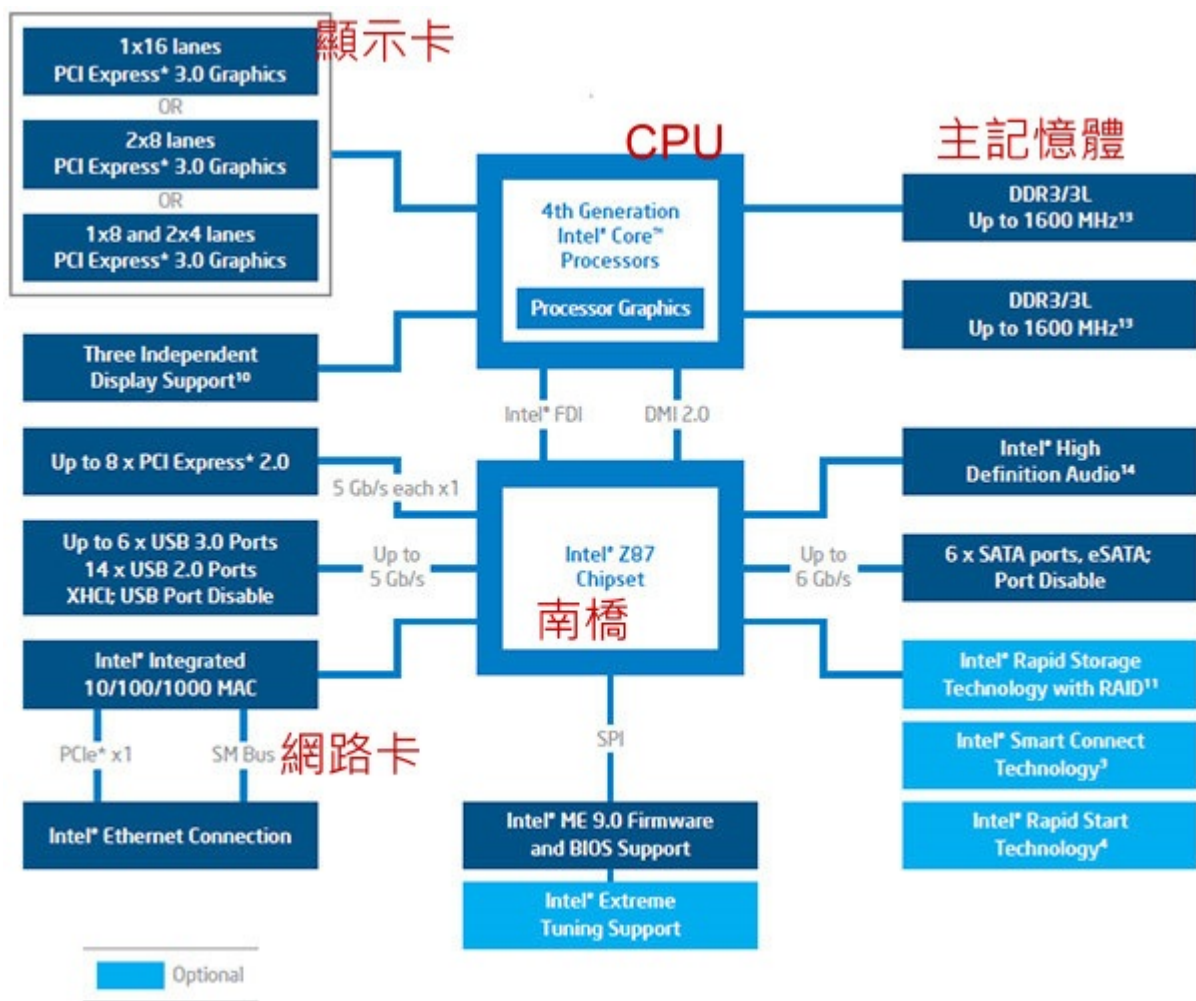 顯示卡
1x16 lanes
PCI Express* 3.0 Graphics
OR
2x8 lanes
PCI Express* 3.0 Graphics
OR
1x8 and 2x4 lanes
PCI Express* 3.0 Graphics
CPU
4th Generation
Intel® Core™
Processors
Processor Graphics
主記憶體
DDR3/3L
Up to 1600 MHz¹³
DDR3/3L
Up to 1600 MHz¹³
Three Independent
Display Support¹⁰
Intel® FDI
DMI 2.0
Up to 8 x PCI Express* 2.0
5 Gb/s each x1
Intel® High
Definition Audio¹⁴
Up to 6 x USB 3.0 Ports
14 x USB 2.0 Ports
XHCI; USB Port Disable
Up to
5 Gb/s
Intel® Z87
Chipset
南橋
Up to
6 Gb/s
6 x SATA ports, eSATA;
Port Disable
Intel® Integrated
10/100/1000 MAC
Intel® Rapid Storage
Technology with RAID¹¹
PCIe* x1
SM Bus
網路卡
SPI
Intel® Smart Connect
Technology³
Intel® Ethernet Connection
Intel® ME 9.0 Firmware
and BIOS Support
Intel® Rapid Start
Technology⁴
Intel® Extreme
Tuning Support
Optional